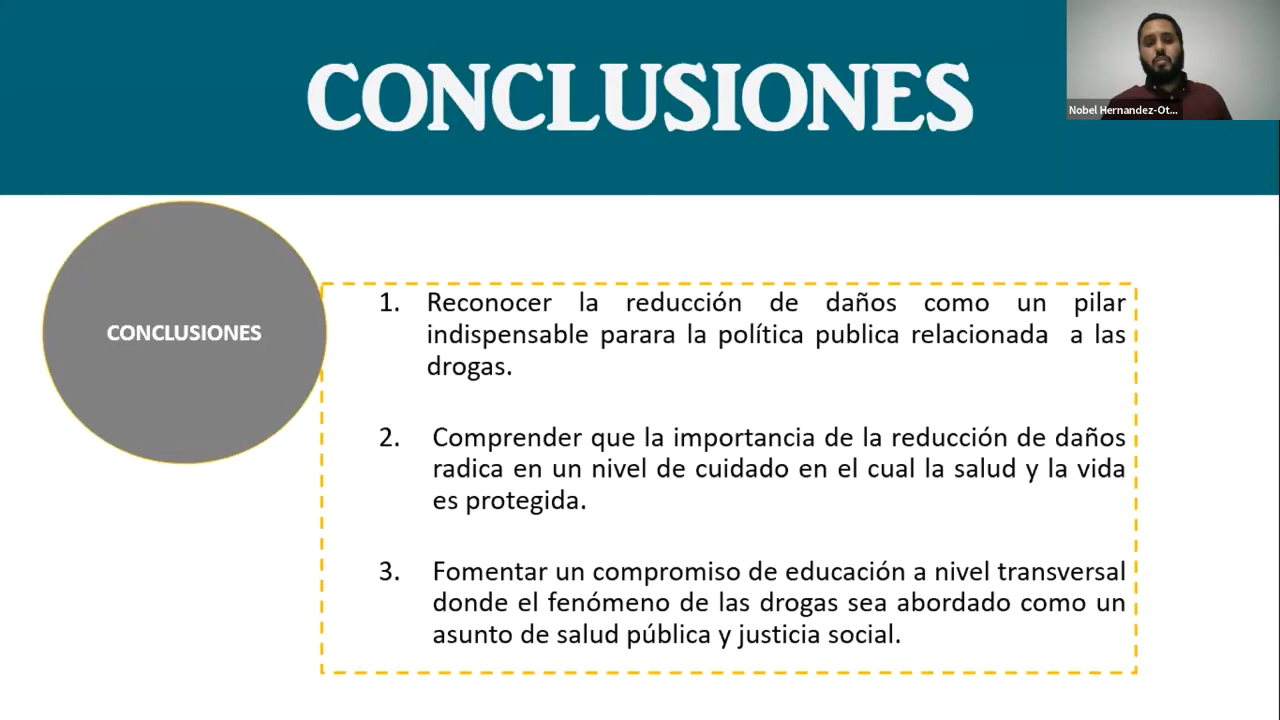 CONCLUSIONES
Nobel Hernandez-Ot...
CONCLUSIONES
1. Reconocer la reducción de daños como un pilar
indispensable parara la política publica relacionada a las
drogas.
2. Comprender que la importancia de la reducción de daños
radica en un nivel de cuidado en el cual la salud y la vida
es protegida.
3. Fomentar un compromiso de educación a nivel transversal
donde el fenómeno de las drogas sea abordado como un
asunto de salud pública y justicia social.